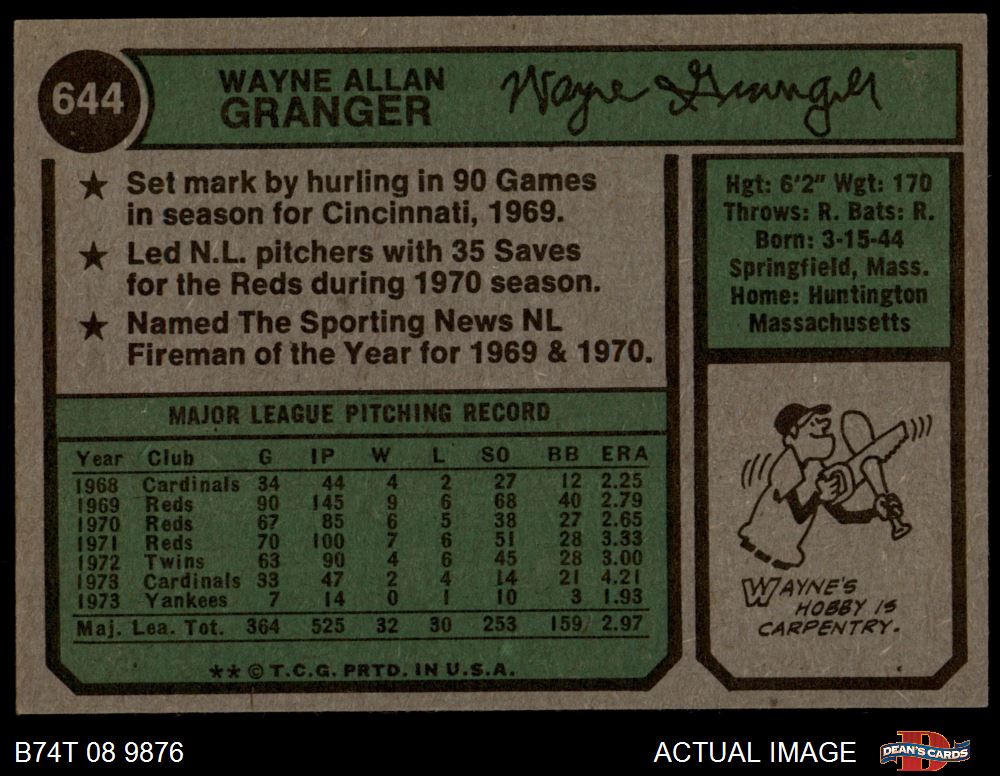 644
WAYNE ALLAN
GRANGER
Wayne Granger
★ Set mark by hurling in 90 Games
in season for Cincinnati, 1969.
★ Led N.L. pitchers with 35 Saves
for the Reds during 1970 season.
★ Named The Sporting News NL
Fireman of the Year for 1969 & 1970.
Hgt: 6'2" Wgt: 170
Throws: R. Bats: R.
Born: 3-15-44
Springfield, Mass.
Home: Huntington
Massachusetts
MAJOR LEAGUE PITCHING RECORD
Year Club G IP W L SO BB ERA
1968 Cardinals 34 44 4 2 27 12 2.25
1969 Reds 90 145 9 6 68 40 2.79
1970 Reds 67 85 6 5 38 27 2.65
1971 Reds 70 100 7 6 51 28 3.33
1972 Twins 63 90 4 6 45 28 3.00
1973 Cardinals 33 47 2 4 14 21 4.21
1973 Yankees 7 14 0 1 10 3 1.93
Maj. Lea. Tot. 364 525 32 30 253 159 2.97
** © T.C.G. PRTD. IN U.S.A.
WAYNE'S
HOBBY IS
CARPENTRY.
B74T 08 9876
ACTUAL IMAGE
D
DEAN'S CARDS